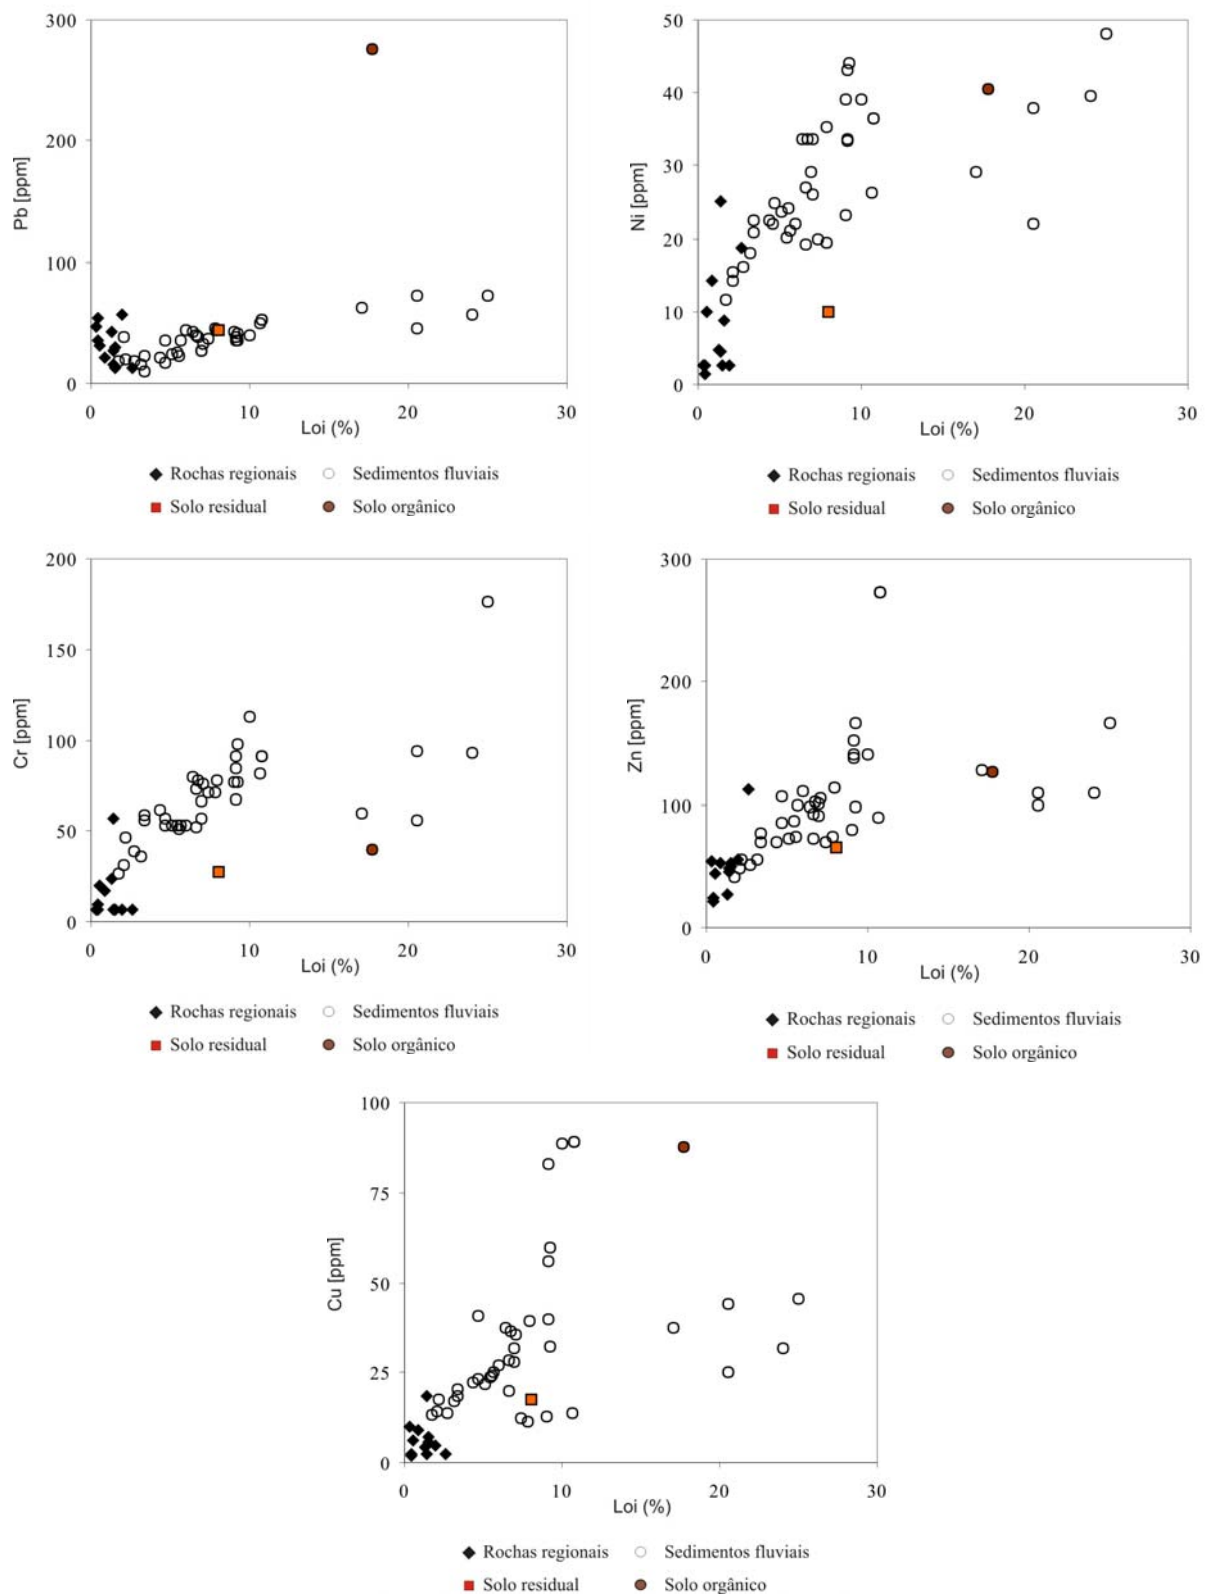 300
200
100
0
Pb [ppm]
0 10 20 30
Loi (%)
◆ Rochas regionais ○ Sedimentos fluviais
■ Solo residual ● Solo orgânico
50
40
30
20
10
0
Ni [ppm]
0 10 20 30
Loi (%)
◆ Rochas regionais ○ Sedimentos fluviais
■ Solo residual ● Solo orgânico
200
150
100
50
0
Cr [ppm]
0 10 20 30
Loi (%)
◆ Rochas regionais ○ Sedimentos fluviais
■ Solo residual ● Solo orgânico
300
200
100
0
Zn [ppm]
0 10 20 30
Loi (%)
◆ Rochas regionais ○ Sedimentos fluviais
■ Solo residual ● Solo orgânico
100
75
50
25
0
Cu [ppm]
0 10 20 30
Loi (%)
◆ Rochas regionais ○ Sedimentos fluviais
■ Solo residual ● Solo orgânico